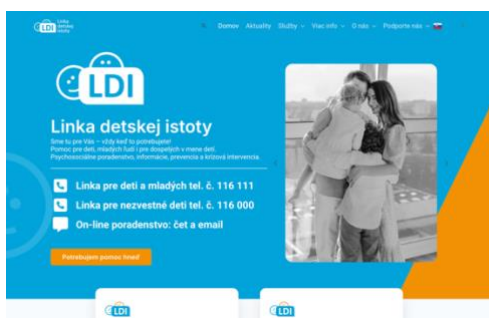 LDI
Linka
detskej
istoty
Domov Aktuality Služby Viac info O nás Podporte nás
LDI
Linka detskej istoty
Sme tu pre Vás – vždy keď to potrebujete!
Pomoc pre deti, mladých ľudí i pre dospelých v mene detí.
Psychosociálne poradenstvo, informácie, prevencia a krízová intervencia.
Linka pre deti a mladých tel. č. 116 111
Linka pre nezvestné deti tel. č. 116 000
On-line poradenstvo: čet a email
Potrebujem pomoc hneď
LDI
LDI